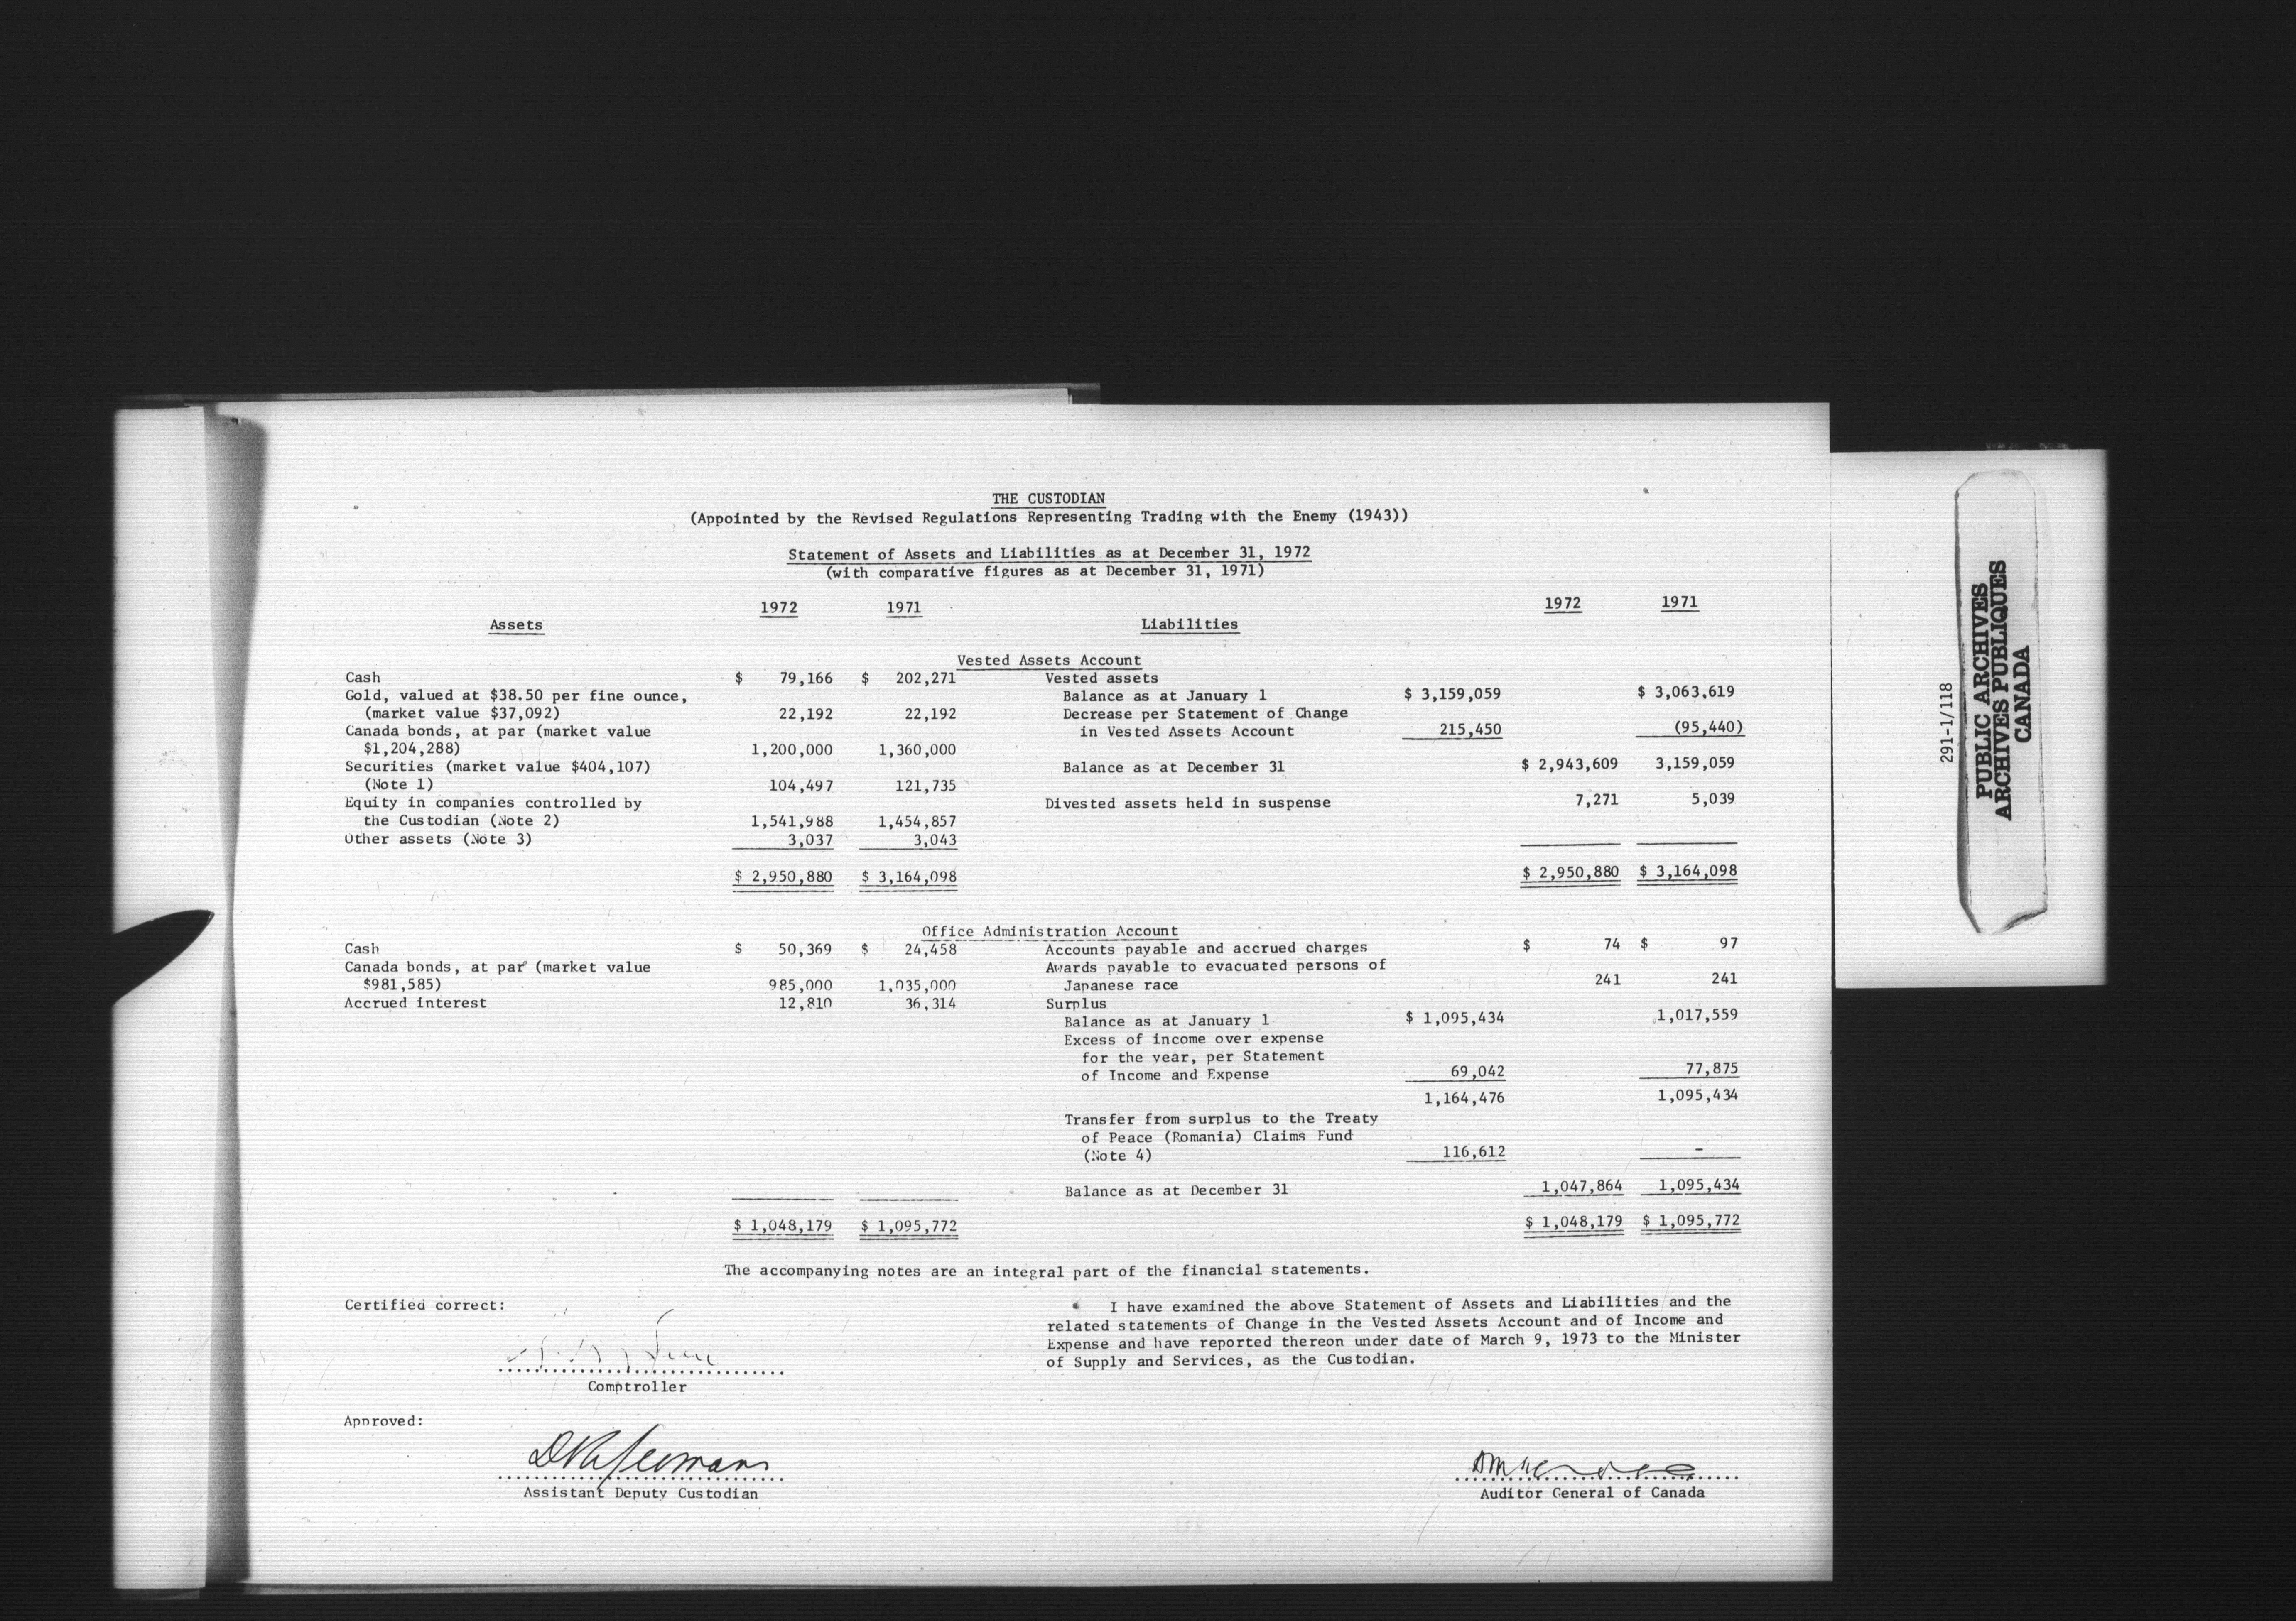 THE CUSTODIAN
(Appointed by the Revised Regulations Representing Trading with the Enemy (1943))
Statement of Assets and Liabilities as at December 31, 1972
(with comparative figures as at December 31, 1971)
1972 1971 1972 1971
Assets Liabilities
Vested Assets Account
Cash $ 79,166 $ 202,271 Vested assets
Gold, valued at $38.50 per fine ounce, Balance as at January 1 $ 3,159,059 $ 3,063,619
(market value $37,092) 22,192 22,192 Decrease per Statement of Change
Canada bonds, at par (market value in Vested Assets Account 215,450 (95,440)
$1,204,288) 1,200,000 1,360,000
Securities (market value $404,107) Balance as at December 31 $ 2,943,609 3,159,059
(Note 1) 104,497 121,735
Equity in companies controlled by Divested assets held in suspense 7,271 5,039
the Custodian (Note 2) 1,541,988 1,454,857
Other assets (Note 3) 3,037 3,043
$ 2,950,880 $ 3,164,098 $ 2,950,880 $ 3,164,098
Office Administration Account
Cash $ 50,369 $ 24,458 Accounts payable and accrued charges $ 74 $ 97
Canada bonds, at par (market value Awards payable to evacuated persons of
$981,585) 985,000 1,035,000 Japanese race 241 241
Accrued interest 12,810 36,314 Surplus
Balance as at January 1 $ 1,095,434 1,017,559
Excess of income over expense
for the year, per Statement
of Income and Expense 69,042 77,875
1,164,476 1,095,434
Transfer from surplus to the Treaty
of Peace (Romania) Claims Fund
(Note 4) 116,612 -
Balance as at December 31 1,047,864 1,095,434
$ 1,048,179 $ 1,095,772 $ 1,048,179 $ 1,095,772
The accompanying notes are an integral part of the financial statements.
Certified correct:
Comptroller
I have examined the above Statement of Assets and Liabilities and the
related statements of Change in the Vested Assets Account and of Income and
Expense and have reported thereon under date of March 9, 1973 to the Minister
of Supply and Services, as the Custodian.
Approved:
Assistant Deputy Custodian
Auditor General of Canada
291-1/118
PUBLIC ARCHIVES
ARCHIVES PUBLIQUES
CANADA